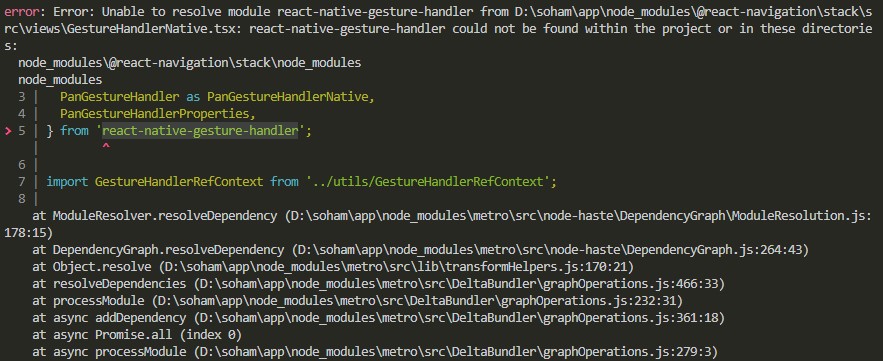 error: Error: Unable to resolve module react-native-gesture-handler from D:\soham\app\node_modules\@react-navigation\stack\s
rc\views\GestureHandlerNative.tsx: react-native-gesture-handler could not be found within the project or in these directorie
s:
  node_modules\@react-navigation\stack\node_modules
  node_modules
  3 |   PanGestureHandler as PanGestureHandlerNative,
  4 |   PanGestureHandlerProperties,
> 5 | } from 'react-native-gesture-handler';
    |         ^
  6 |
  7 | import GestureHandlerRefContext from '../utils/GestureHandlerRefContext';
  8 |
    at ModuleResolver.resolveDependency (D:\soham\app\node_modules\metro\src\node-haste\DependencyGraph\ModuleResolution.js:
178:15)
    at DependencyGraph.resolveDependency (D:\soham\app\node_modules\metro\src\node-haste\DependencyGraph.js:264:43)
    at Object.resolve (D:\soham\app\node_modules\metro\src\lib\transformHelpers.js:170:21)
    at resolveDependencies (D:\soham\app\node_modules\metro\src\DeltaBundler\graphOperations.js:466:33)
    at processModule (D:\soham\app\node_modules\metro\src\DeltaBundler\graphOperations.js:232:31)
    at async addDependency (D:\soham\app\node_modules\metro\src\DeltaBundler\graphOperations.js:361:18)
    at async Promise.all (index 0)
    at async processModule (D:\soham\app\node_modules\metro\src\DeltaBundler\graphOperations.js:279:3)